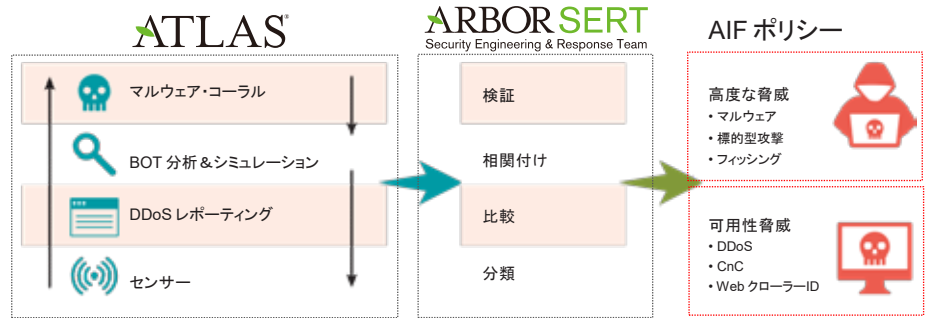 ATLAS®
マルウェア・コーラル
BOT 分析＆シミュレーション
DDoS レポーティング
センサー
ARBOR SERT
Security Engineering & Response Team
検証
相関付け
比較
分類
AIF ポリシー
高度な脅威
• マルウェア
• 標的型攻撃
• フィッシング
可用性脅威
• DDoS
• CnC
• Web クローラーID